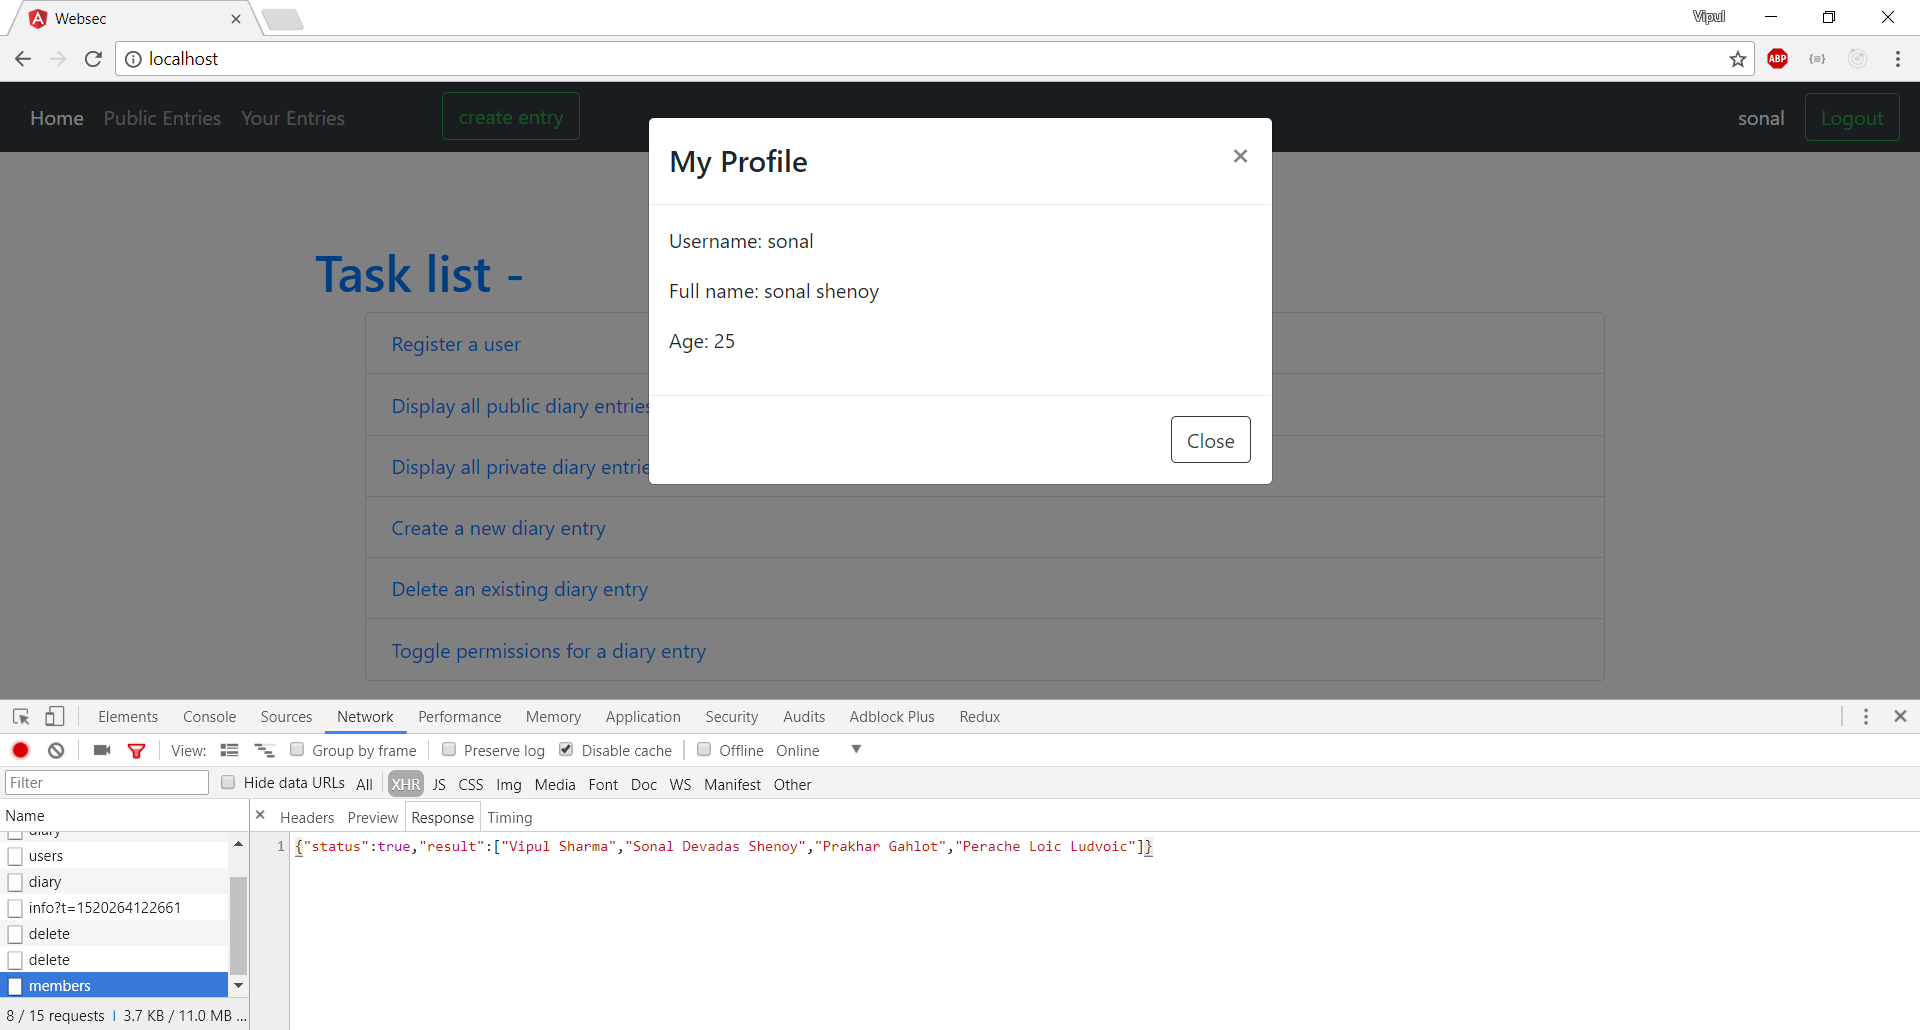 Websec
Vipul
localhost
ABP
Home Public Entries Your Entries create entry sonal Logout
My Profile
Username: sonal
Full name: sonal shenoy
Age: 25
Close
Task list -
Register a user
Display all public diary entries
Display all private diary entrie
Create a new diary entry
Delete an existing diary entry
Toggle permissions for a diary entry
Elements Console Sources Network Performance Memory Application Security Audits Adblock Plus Redux
View: Group by frame Preserve log Disable cache Offline Online
Filter Hide data URLs All XHR JS CSS Img Media Font Doc WS Manifest Other
Name Headers Preview Response Timing
diary
1 {"status":true,"result":["Vipul Sharma","Sonal Devadas Shenoy","Prakhar Gahlot","Perache Loic Ludvoic"]}
users
diary
info?t=1520264122661
delete
delete
members
8 / 15 requests | 3.7 KB / 11.0 MB ...